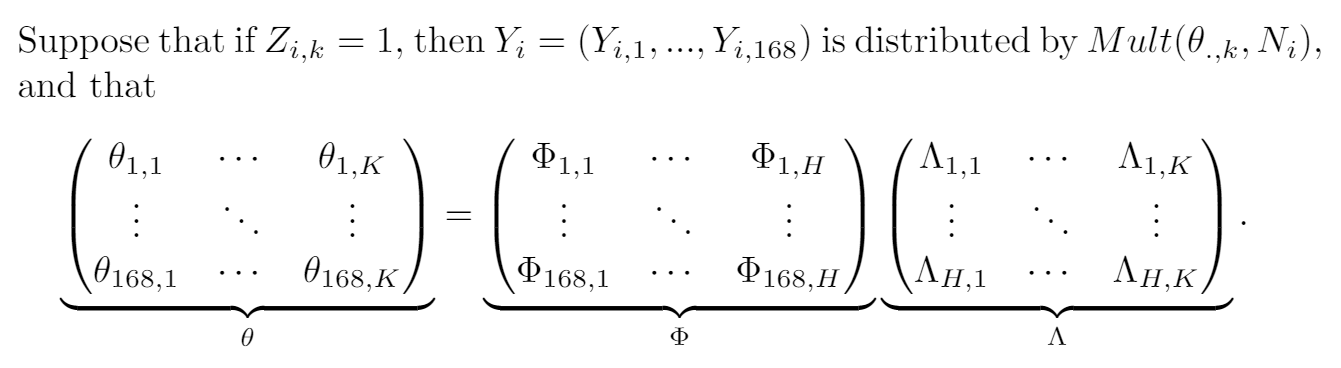 Suppose that if $Z_{i,k} = 1$, then $Y_i = (Y_{i,1}, ..., Y_{i,168})$ is distributed by $Mult(\theta_{.,k}, N_i)$,
and that
$$\underbrace{\begin{pmatrix} \theta_{1,1} & \cdots & \theta_{1,K} \\ \vdots & \ddots & \vdots \\ \theta_{168,1} & \cdots & \theta_{168,K} \end{pmatrix}}_{\theta} = \underbrace{\begin{pmatrix} \Phi_{1,1} & \cdots & \Phi_{1,H} \\ \vdots & \ddots & \vdots \\ \Phi_{168,1} & \cdots & \Phi_{168,H} \end{pmatrix}}_{\Phi} \underbrace{\begin{pmatrix} \Lambda_{1,1} & \cdots & \Lambda_{1,K} \\ \vdots & \ddots & \vdots \\ \Lambda_{H,1} & \cdots & \Lambda_{H,K} \end{pmatrix}}_{\Lambda}.$$